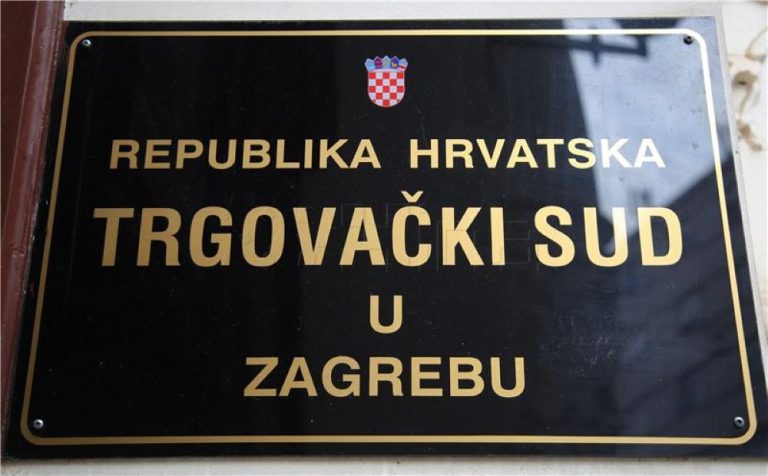 REPUBLIKA HRVATSKA
TRGOVAČKI SUD
U
ZAGREBU